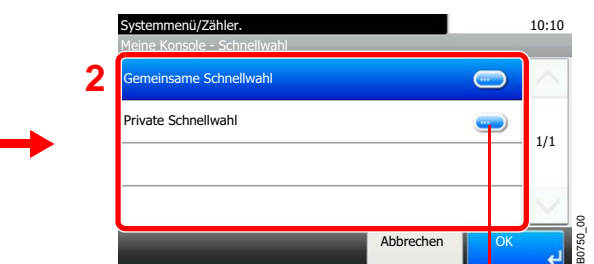 Systemmenü/Zähler.
10:10
Meine Konsole - Schnellwahl
2
Gemeinsame Schnellwahl
Private Schnellwahl
1/1
Abbrechen
OK
B0750_00